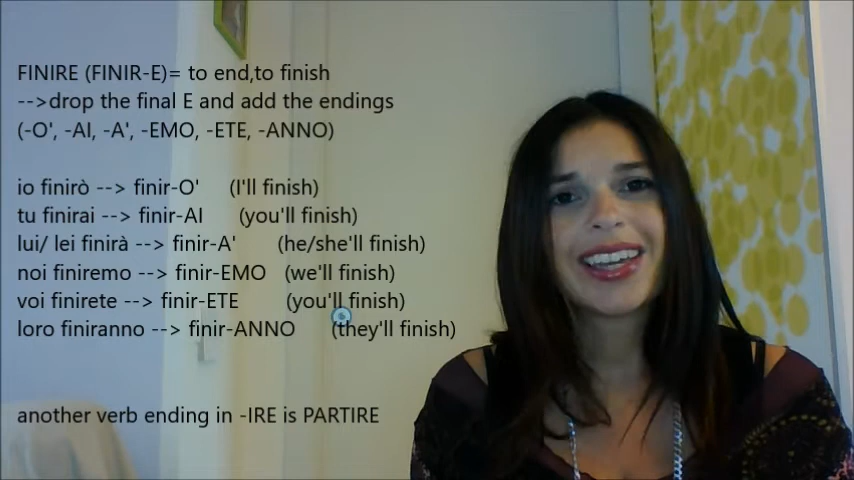 FINIRE (FINIR-E)= to end,to finish
-->drop the final E and add the endings
(-O', -AI, -A', -EMO, -ETE, -ANNO)
io finirò --> finir-O' (I'll finish)
tu finirai --> finir-AI (you'll finish)
lui/ lei finirà --> finir-A' (he/she'll finish)
noi finiremo --> finir-EMO (we'll finish)
voi finirete --> finir-ETE (you'll finish)
loro finiranno --> finir-ANNO (they'll finish)
another verb ending in -IRE is PARTIRE